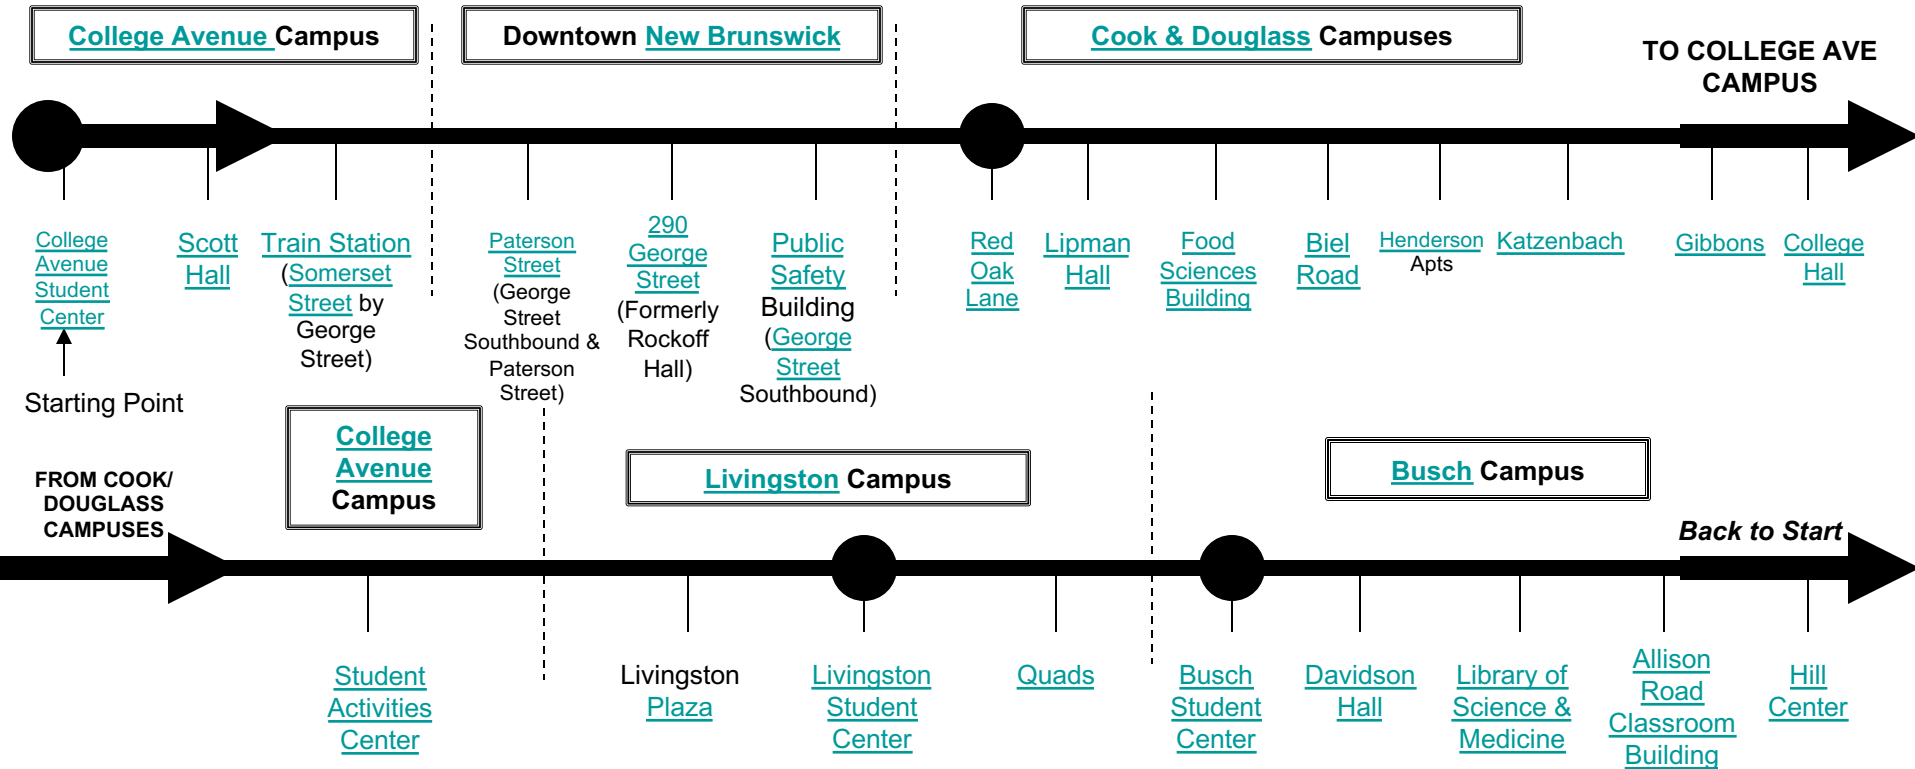 College Avenue Campus
Downtown New Brunswick
Cook & Douglass Campuses
TO COLLEGE AVE
CAMPUS
College
Avenue
Student
Center
Starting Point
Scott
Hall
Train Station
(Somerset
Street by
George
Street)
Paterson
Street
(George
Street
Southbound &
Paterson
Street)
290
George
Street
(Formerly
Rockoff
Hall)
Public
Safety
Building
(George
Street
Southbound)
Red
Oak
Lane
Lipman
Hall
Food
Sciences
Building
Biel
Road
Henderson
Apts
Katzenbach
Gibbons
College
Hall
FROM COOK/
DOUGLASS
CAMPUSES
College
Avenue
Campus
Livingston Campus
Busch Campus
Back to Start
Student
Activities
Center
Livingston
Plaza
Livingston
Student
Center
Quads
Busch
Student
Center
Davidson
Hall
Library of
Science &
Medicine
Allison
Road
Classroom
Building
Hill
Center